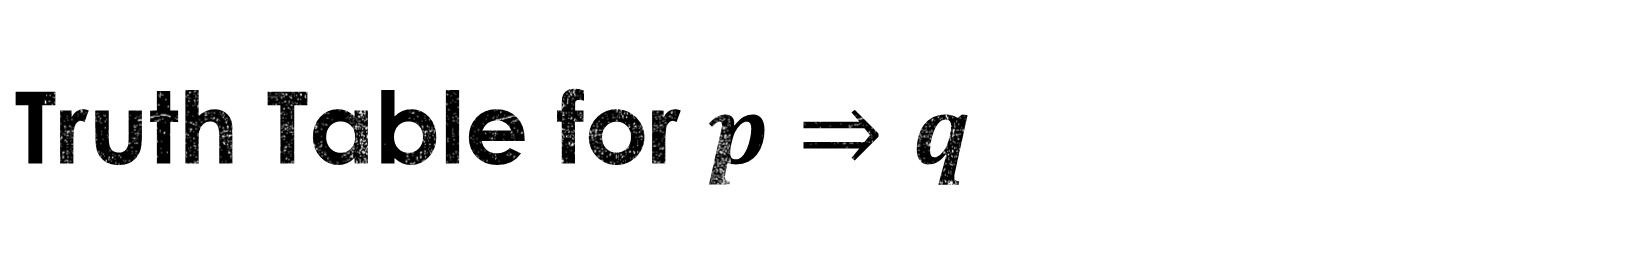 Truth Table for p ⇒ q